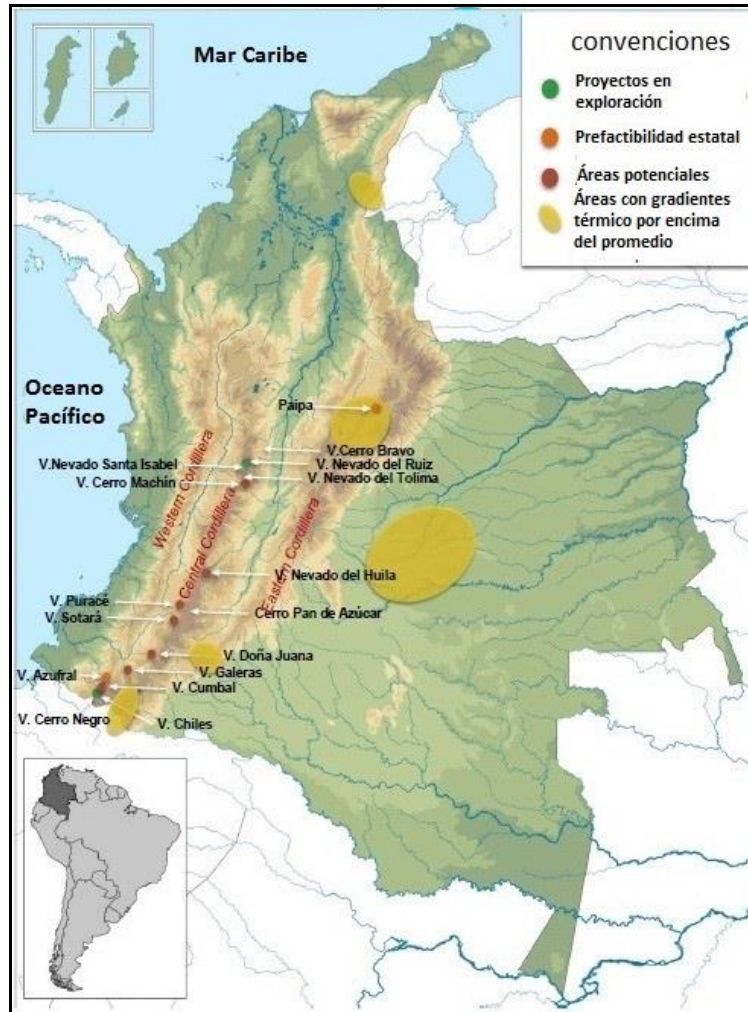 Mar Caribe
convenciones
Proyectos en
exploración
Prefactibilidad estatal
Áreas potenciales
Áreas con gradientes
térmico por encima
del promedio
Oceano
Pacífico
Paipa
V.Cerro Bravo
V.Nevado Santa Isabel
V. Nevado del Ruiz
V. Cerro Machín
V. Nevado del Tolima
Western Cordillera
Central Cordillera
Eastern Cordillera
V. Nevado del Huila
V. Puracé
Cerro Pan de Azúcar
V. Sotará
V. Doña Juana
V. Azufral
V. Galeras
V. Cumbal
V. Cerro Negro
V. Chiles